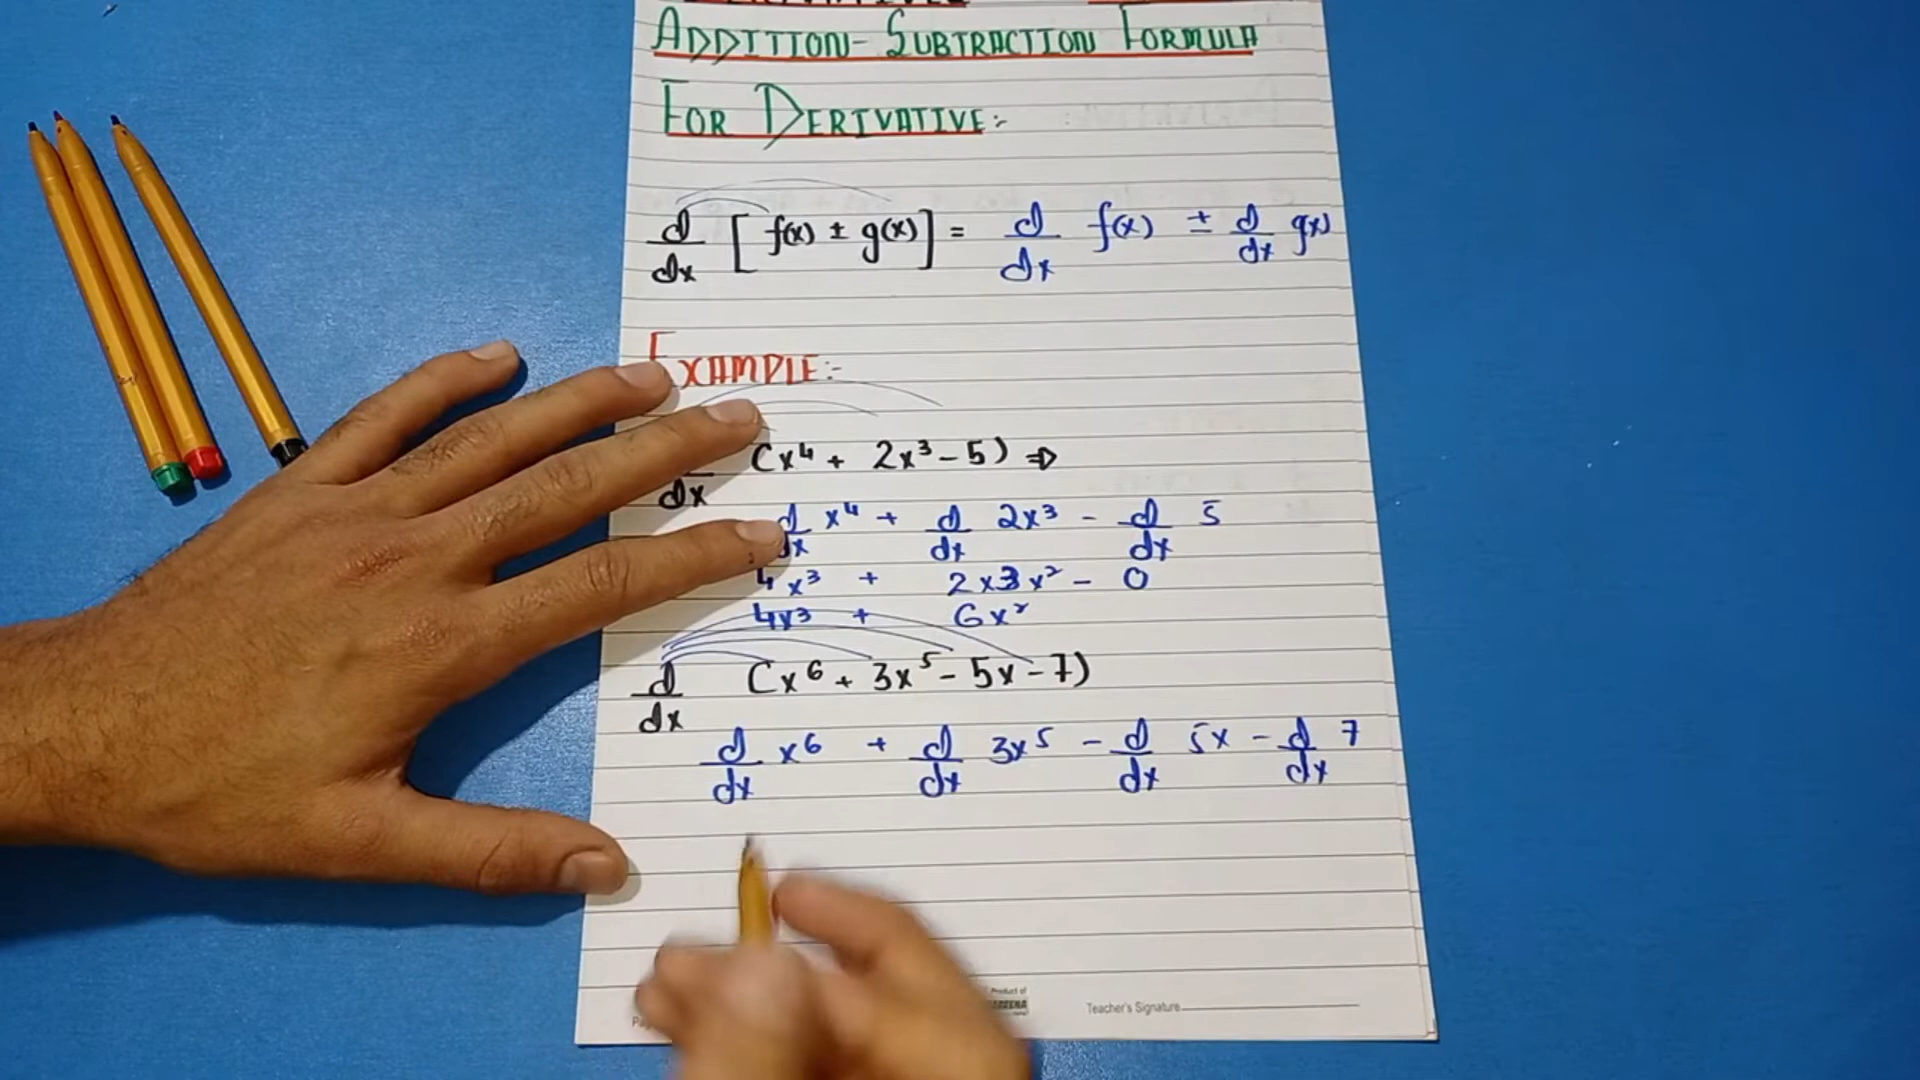 ADDITION-SUBTRACTION FORMULA
FOR DERIVATIVE:-
d/dx [f(x) ± g(x)] = d/dx f(x) ± d/dx g(x)
EXAMPLE:-
dx (x⁴ + 2x³ - 5) ⇒
d/dx x⁴ + d/dx 2x³ - d/dx 5
4x³ + 2x3x² - 0
4x³ + 6x²
d/dx (x⁶ + 3x⁵ - 5x - 7)
d/dx x⁶ + d/dx 3x⁵ - d/dx 5x - d/dx 7
Product of
Teacher's Signature